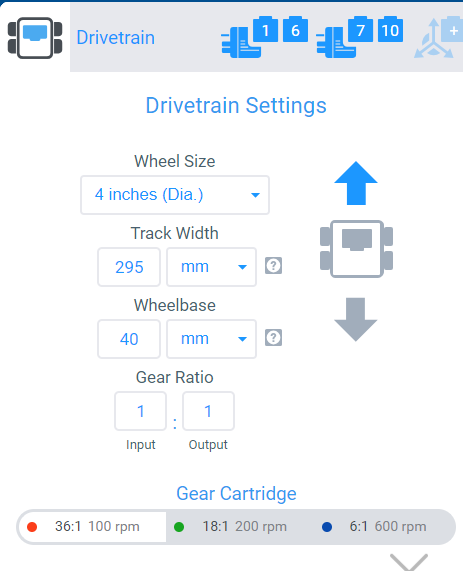 Drivetrain 1 6 7 10 +
Drivetrain Settings
Wheel Size
4 inches (Dia.)
Track Width
295 mm ?
Wheelbase
40 mm ?
Gear Ratio
1 : 1
Input Output
Gear Cartridge
36:1 100 rpm 18:1 200 rpm 6:1 600 rpm